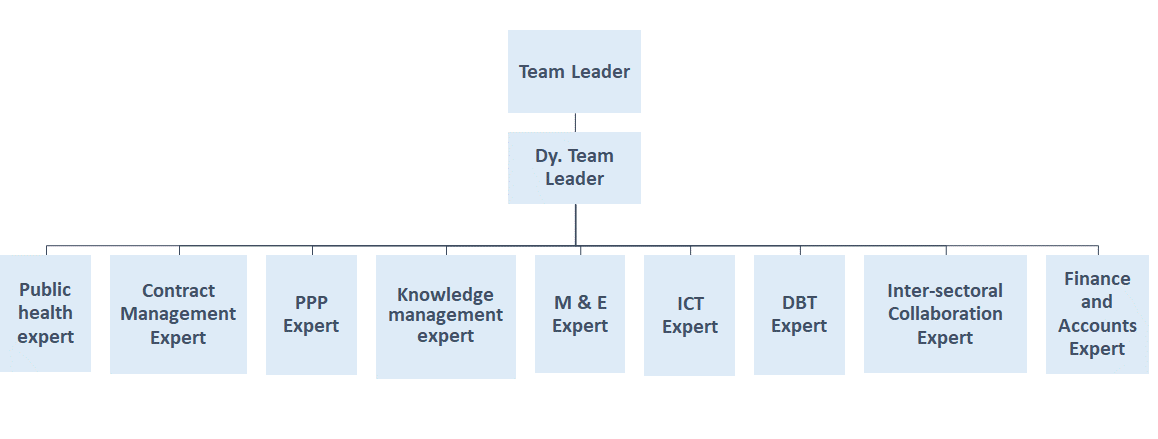 Team Leader
Dy. Team
Leader
Public
health
expert
Contract
Management
Expert
PPP
Expert
Knowledge
management
expert
M & E
Expert
ICT
Expert
DBT
Expert
Inter-sectoral
Collaboration
Expert
Finance
and
Accounts
Expert